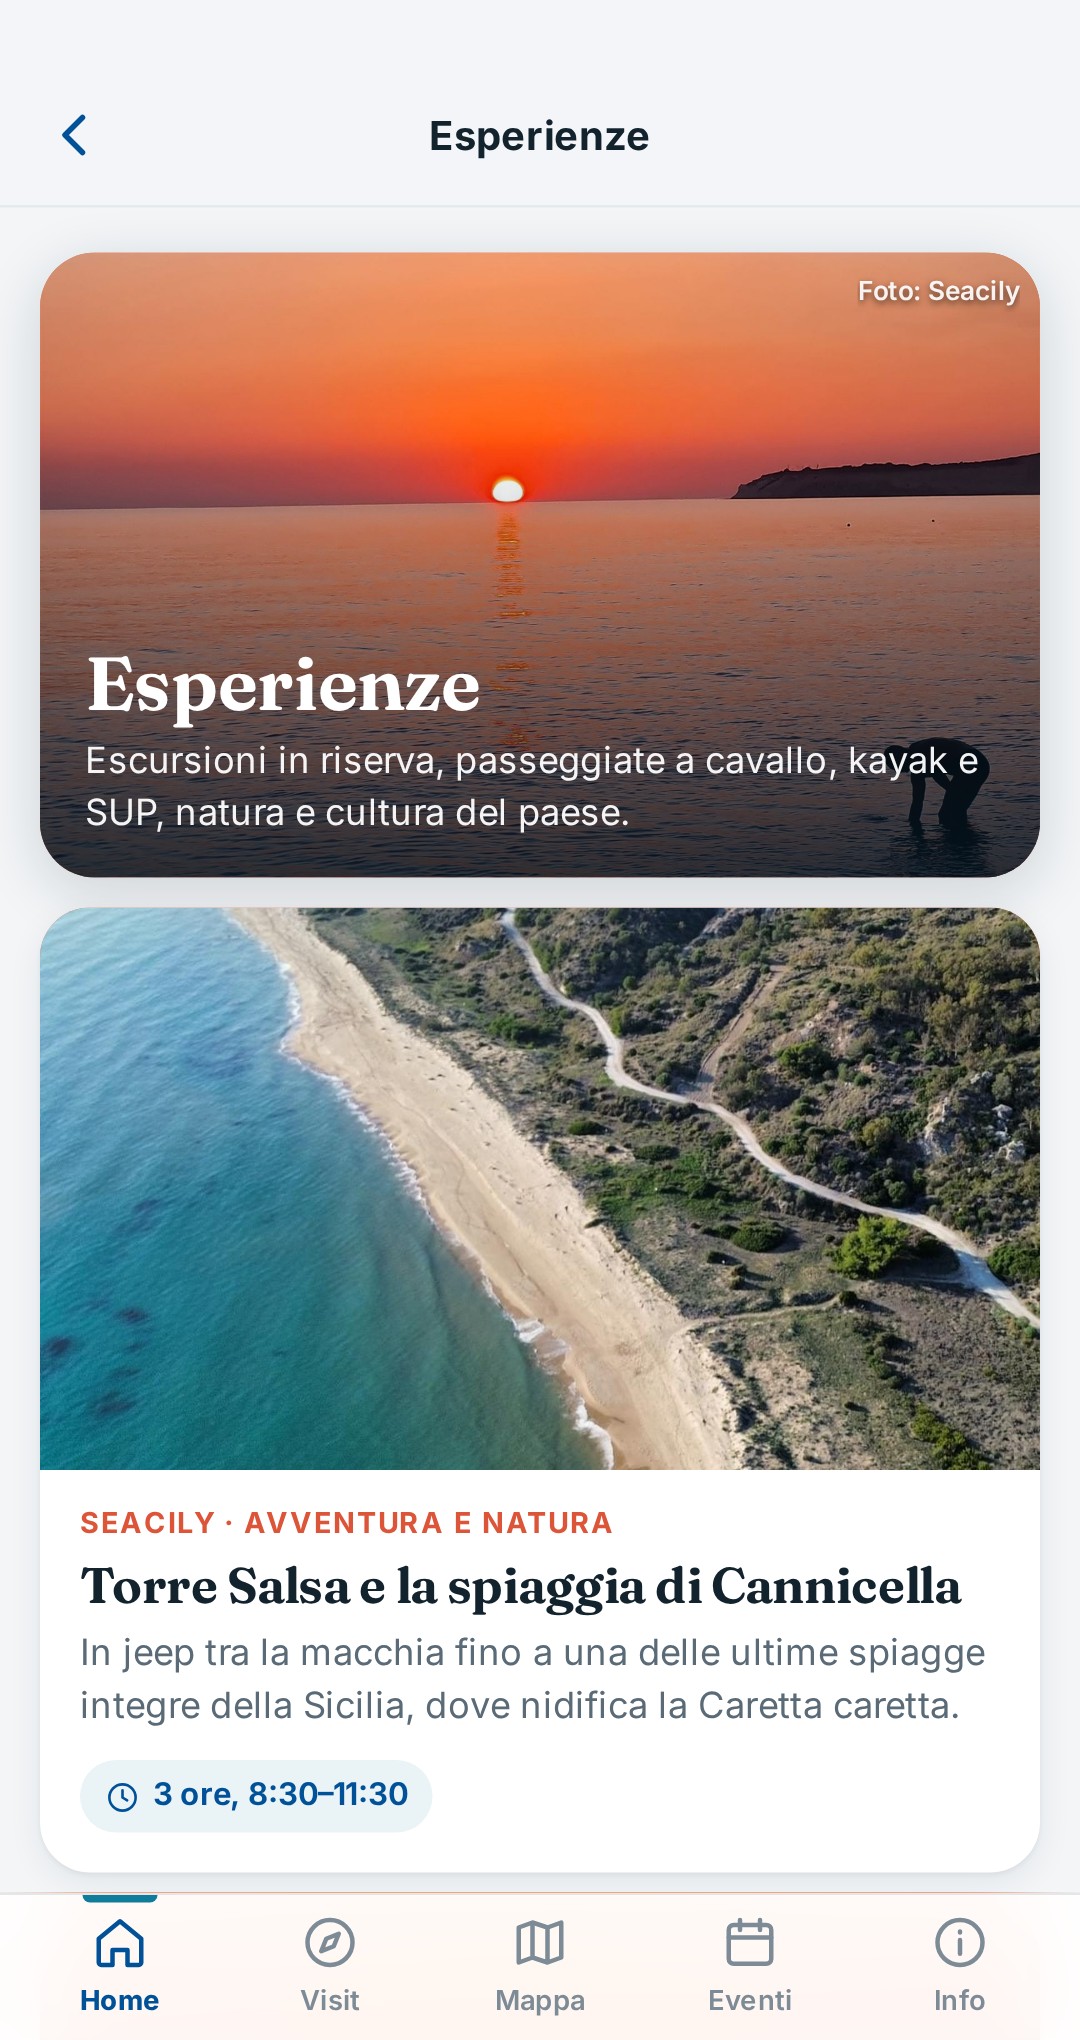 Esperienze
Foto: Seacily
Esperienze
Escursioni in riserva, passeggiate a cavallo, kayak e
SUP, natura e cultura del paese.
SEACILY · AVVENTURA E NATURA
Torre Salsa e la spiaggia di Cannicella
In jeep tra la macchia fino a una delle ultime spiagge
integre della Sicilia, dove nidifica la Caretta caretta.
3 ore, 8:30–11:30
Home Visit Mappa Eventi Info